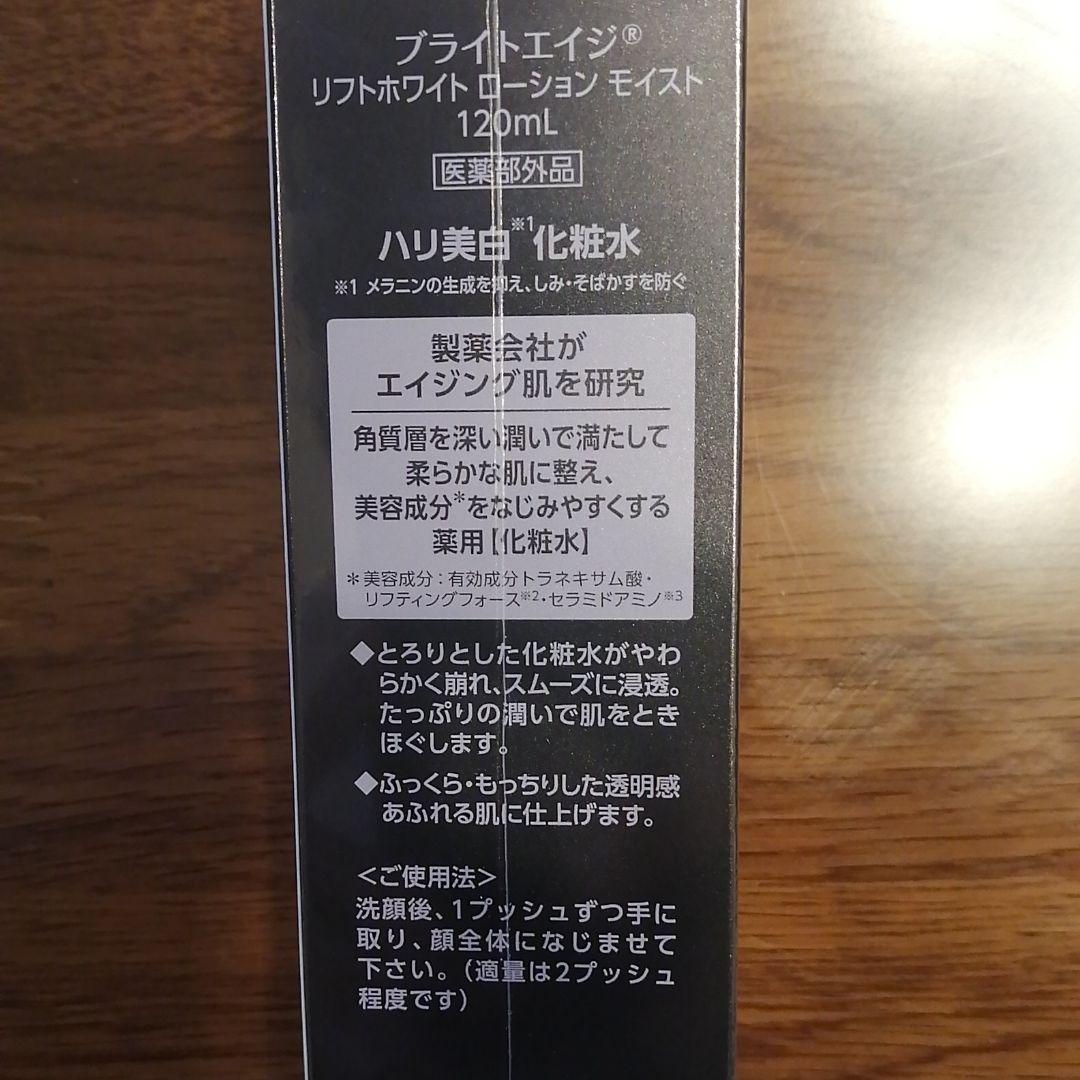 ブライトエイジ®
リフトホワイト ローション モイスト
120mL
医薬部外品
ハリ美白※1化粧水
※1 メラニンの生成を抑え、しみ・そばかすを防ぐ
製薬会社が
エイジング肌を研究
角質層を深い潤いで満たして
柔らかな肌に整え、
美容成分*をなじみやすくする
薬用【化粧水】
*美容成分:有効成分トラネキサム酸・
リフティングフォース※2・セラミドアミノ※3
◆とろりとした化粧水がやわ
らかく崩れ、スムーズに浸透。
たっぷりの潤いで肌をとき
ほぐします。
◆ふっくら・もっちりした透明感
あふれる肌に仕上げます。
<ご使用法>
洗顔後、1プッシュずつ手に
取り、顔全体になじませて
下さい。(適量は2プッシュ
程度です)